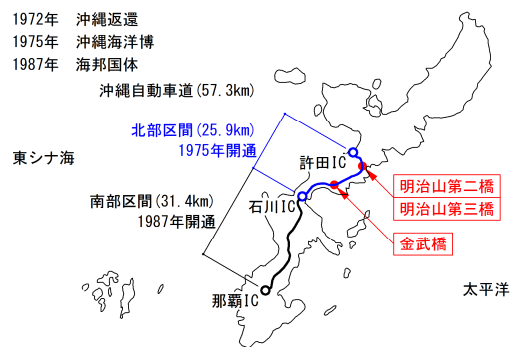 1972年　沖縄返還
1975年　沖縄海洋博
1987年　海邦国体
沖縄自動車道(57.3km)
北部区間(25.9km)
1975年開通
東シナ海
許田IC
明治山第二橋
明治山第三橋
南部区間(31.4km)
1987年開通
石川IC
金武橋
那覇IC
太平洋